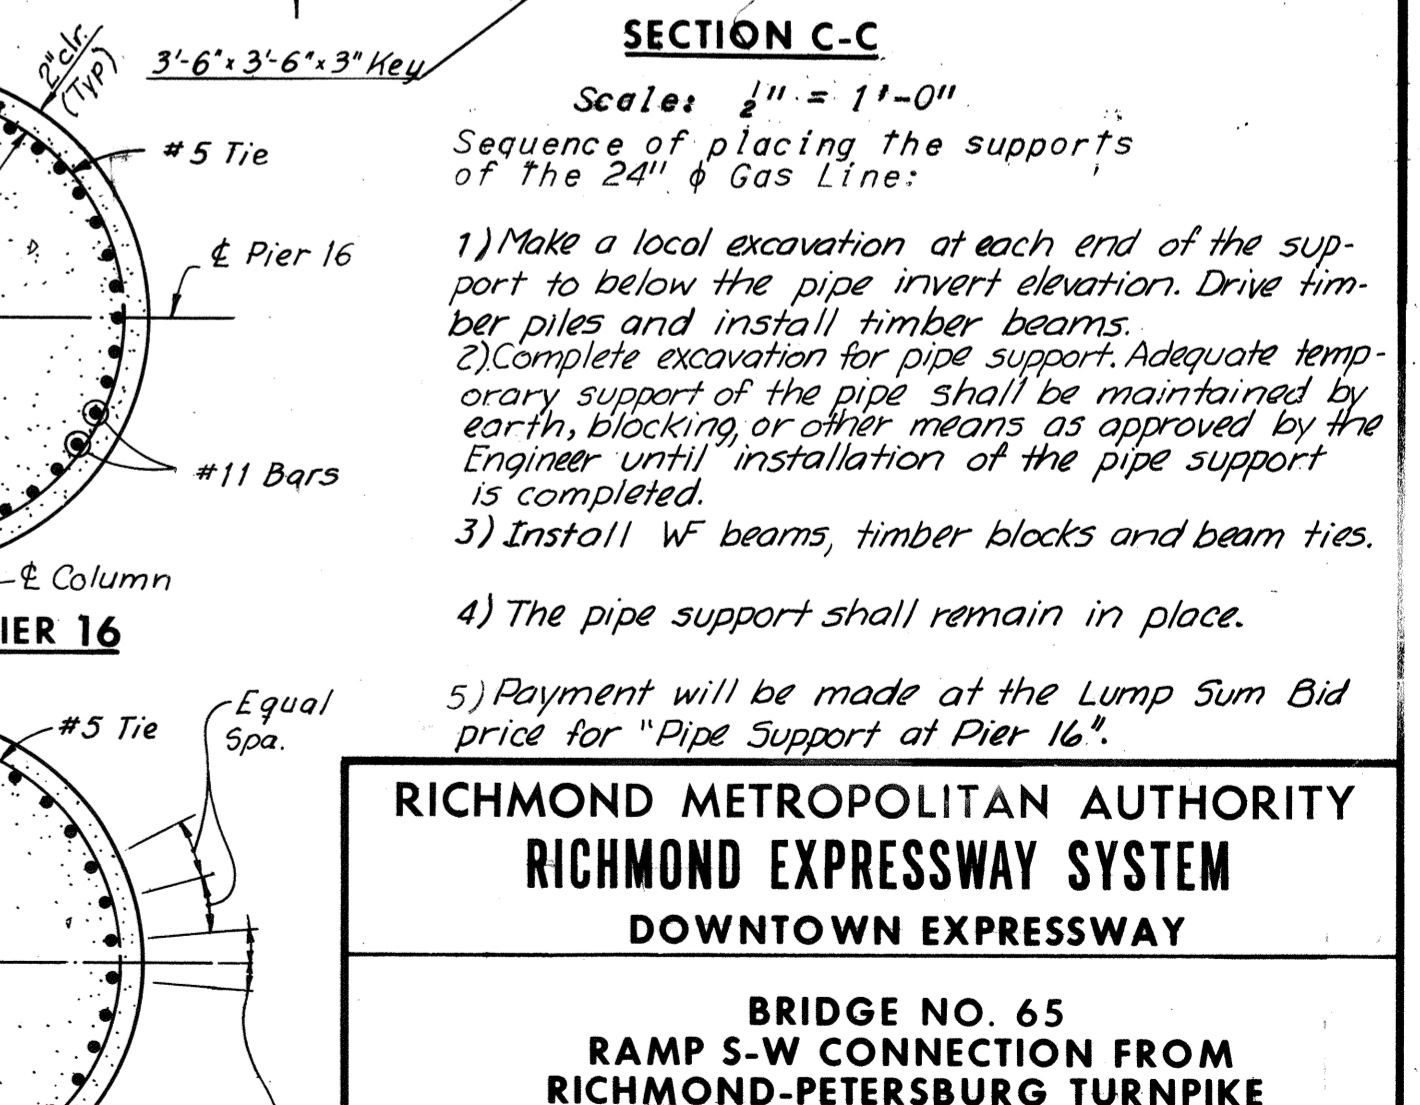 2" clr.
(Typ)
3'-6" x 3'-6" x 3" Key
#5 Tie
℄ Pier 16
#11 Bars
℄ Column
IER 16
#5 Tie
Equal
Spa.
SECTION C-C
Scale: ½" = 1'-0"
Sequence of placing the supports
of the 24" ϕ Gas Line:
1) Make a local excavation at each end of the sup-
port to below the pipe invert elevation. Drive tim-
ber piles and install timber beams.
2). Complete excavation for pipe support. Adequate temp-
orary support of the pipe shall be maintained by
earth, blocking, or other means as approved by the
Engineer until installation of the pipe support
is completed.
3) Install WF beams, timber blocks and beam ties.
4) The pipe support shall remain in place.
5) Payment will be made at the Lump Sum Bid
price for "Pipe Support at Pier 16".
RICHMOND METROPOLITAN AUTHORITY
RICHMOND EXPRESSWAY SYSTEM
DOWNTOWN EXPRESSWAY
BRIDGE NO. 65
RAMP S-W CONNECTION FROM
RICHMOND-PETERSBURG TURNPIKE